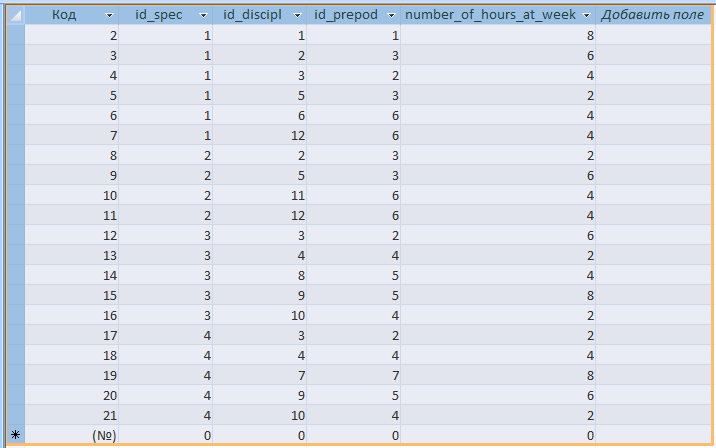 Код id_spec id_discipl id_prepod number_of_hours_at_week Добавить поле
2 1 1 1 8
3 1 2 3 6
4 1 3 2 4
5 1 5 3 2
6 1 6 6 4
7 1 12 6 4
8 2 2 3 2
9 2 5 3 6
10 2 11 6 4
11 2 12 6 4
12 3 3 2 6
13 3 4 4 2
14 3 8 5 4
15 3 9 5 8
16 3 10 4 2
17 4 3 2 2
18 4 4 4 4
19 4 7 7 8
20 4 9 5 6
21 4 10 4 2
(№) 0 0 0 0